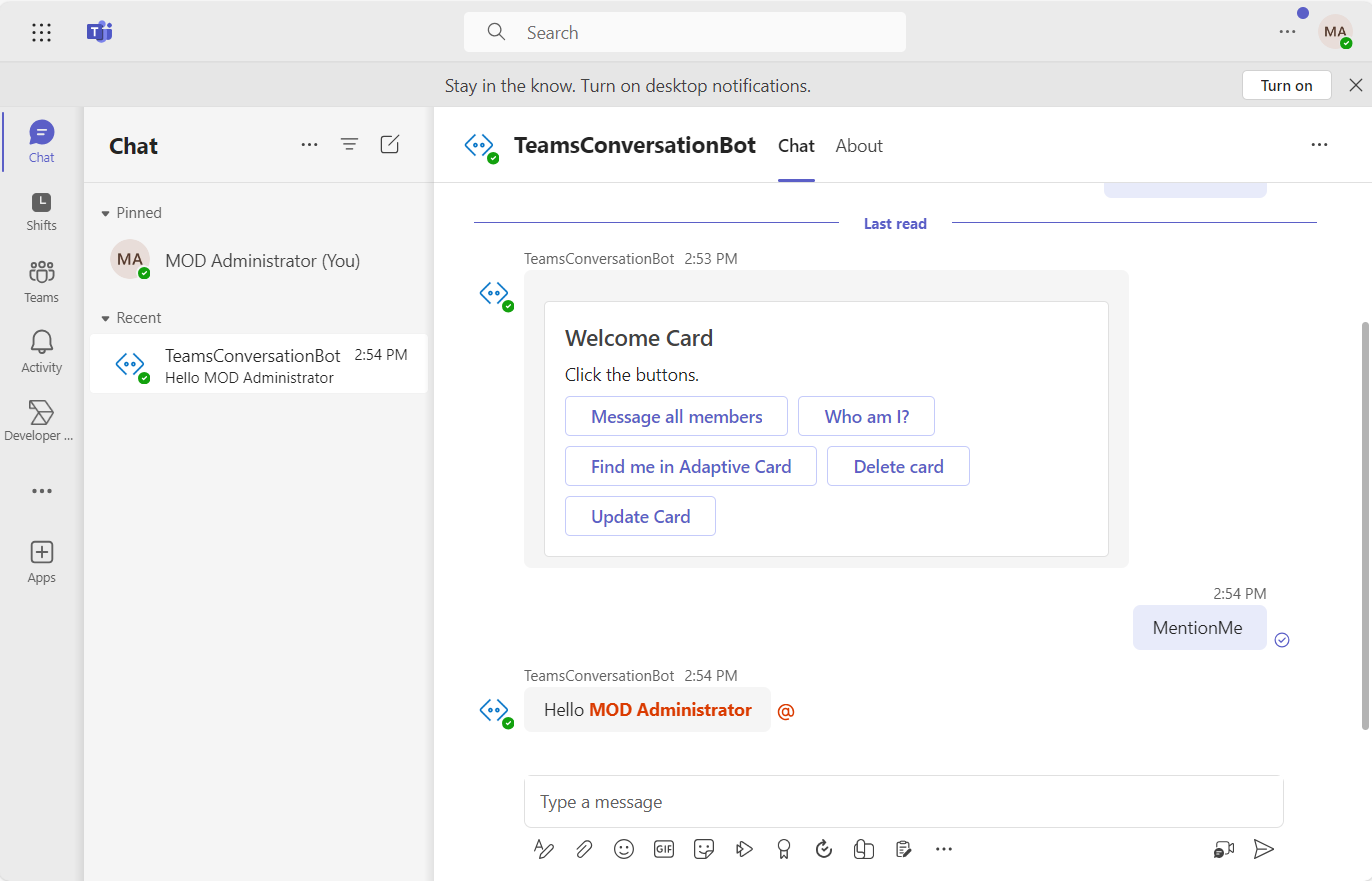 Search
MA
Stay in the know. Turn on desktop notifications.
Turn on
Chat
Shifts
Teams
Activity
Developer ...
Apps
Chat
Pinned
MA
MOD Administrator (You)
Recent
TeamsConversationBot 2:54 PM
Hello MOD Administrator
TeamsConversationBot Chat About
Last read
TeamsConversationBot 2:53 PM
Welcome Card
Click the buttons.
Message all members Who am I?
Find me in Adaptive Card Delete card
Update Card
2:54 PM
MentionMe
TeamsConversationBot 2:54 PM
Hello MOD Administrator @
Type a message
GIF